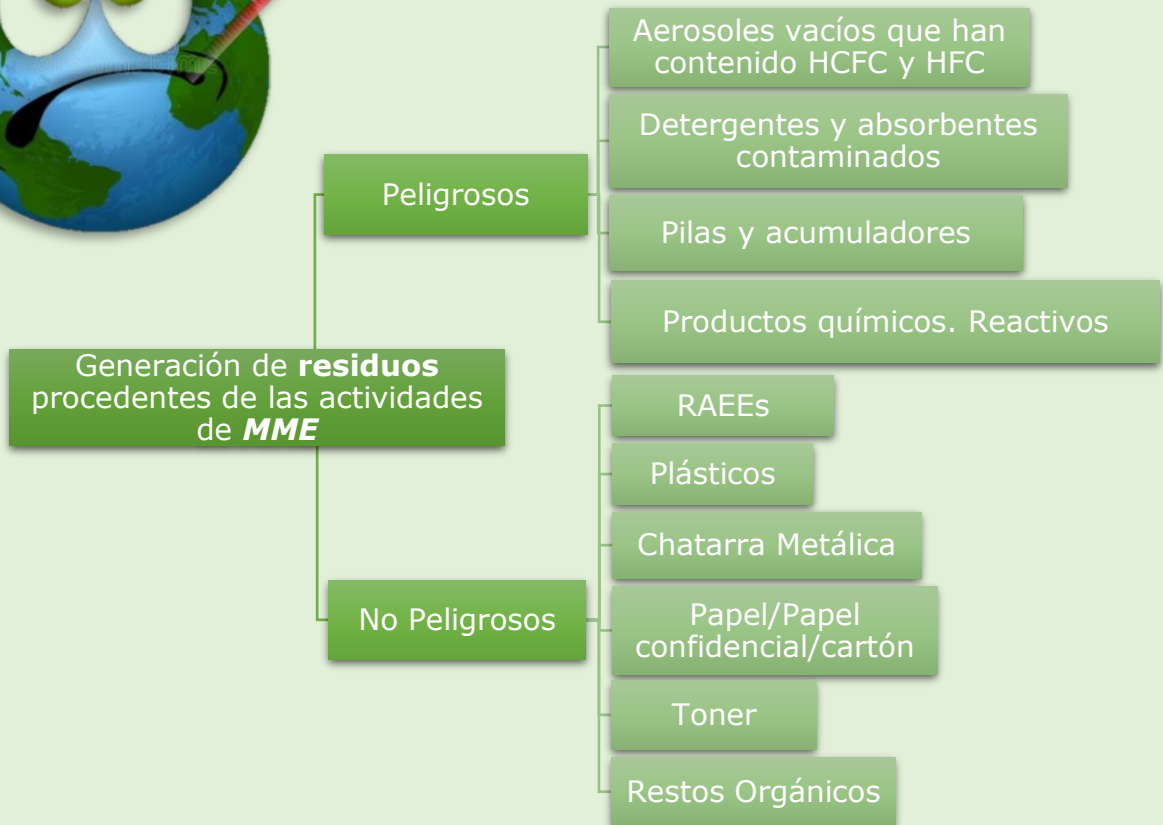 Aerosoles vacíos que han
contenido HCFC y HFC
Detergentes y absorbentes
contaminados
Peligrosos
Pilas y acumuladores
Productos químicos. Reactivos
Generación de residuos
procedentes de las actividades
de MME
RAEEs
Plásticos
Chatarra Metálica
No Peligrosos
Papel/Papel
confidencial/cartón
Toner
Restos Orgánicos